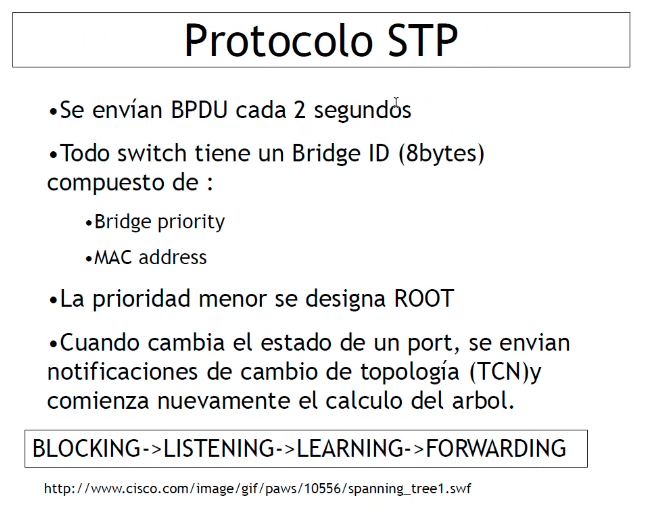 Protocolo STP
•Se envían BPDU cada 2 segundos
•Todo switch tiene un Bridge ID (8bytes)
compuesto de :
•Bridge priority
•MAC address
•La prioridad menor se designa ROOT
•Cuando cambia el estado de un port, se envian
notificaciones de cambio de topología (TCN)y
comienza nuevamente el calculo del arbol.
BLOCKING->LISTENING->LEARNING->FORWARDING
http://www.cisco.com/image/gif/paws/10556/spanning_tree1.swf